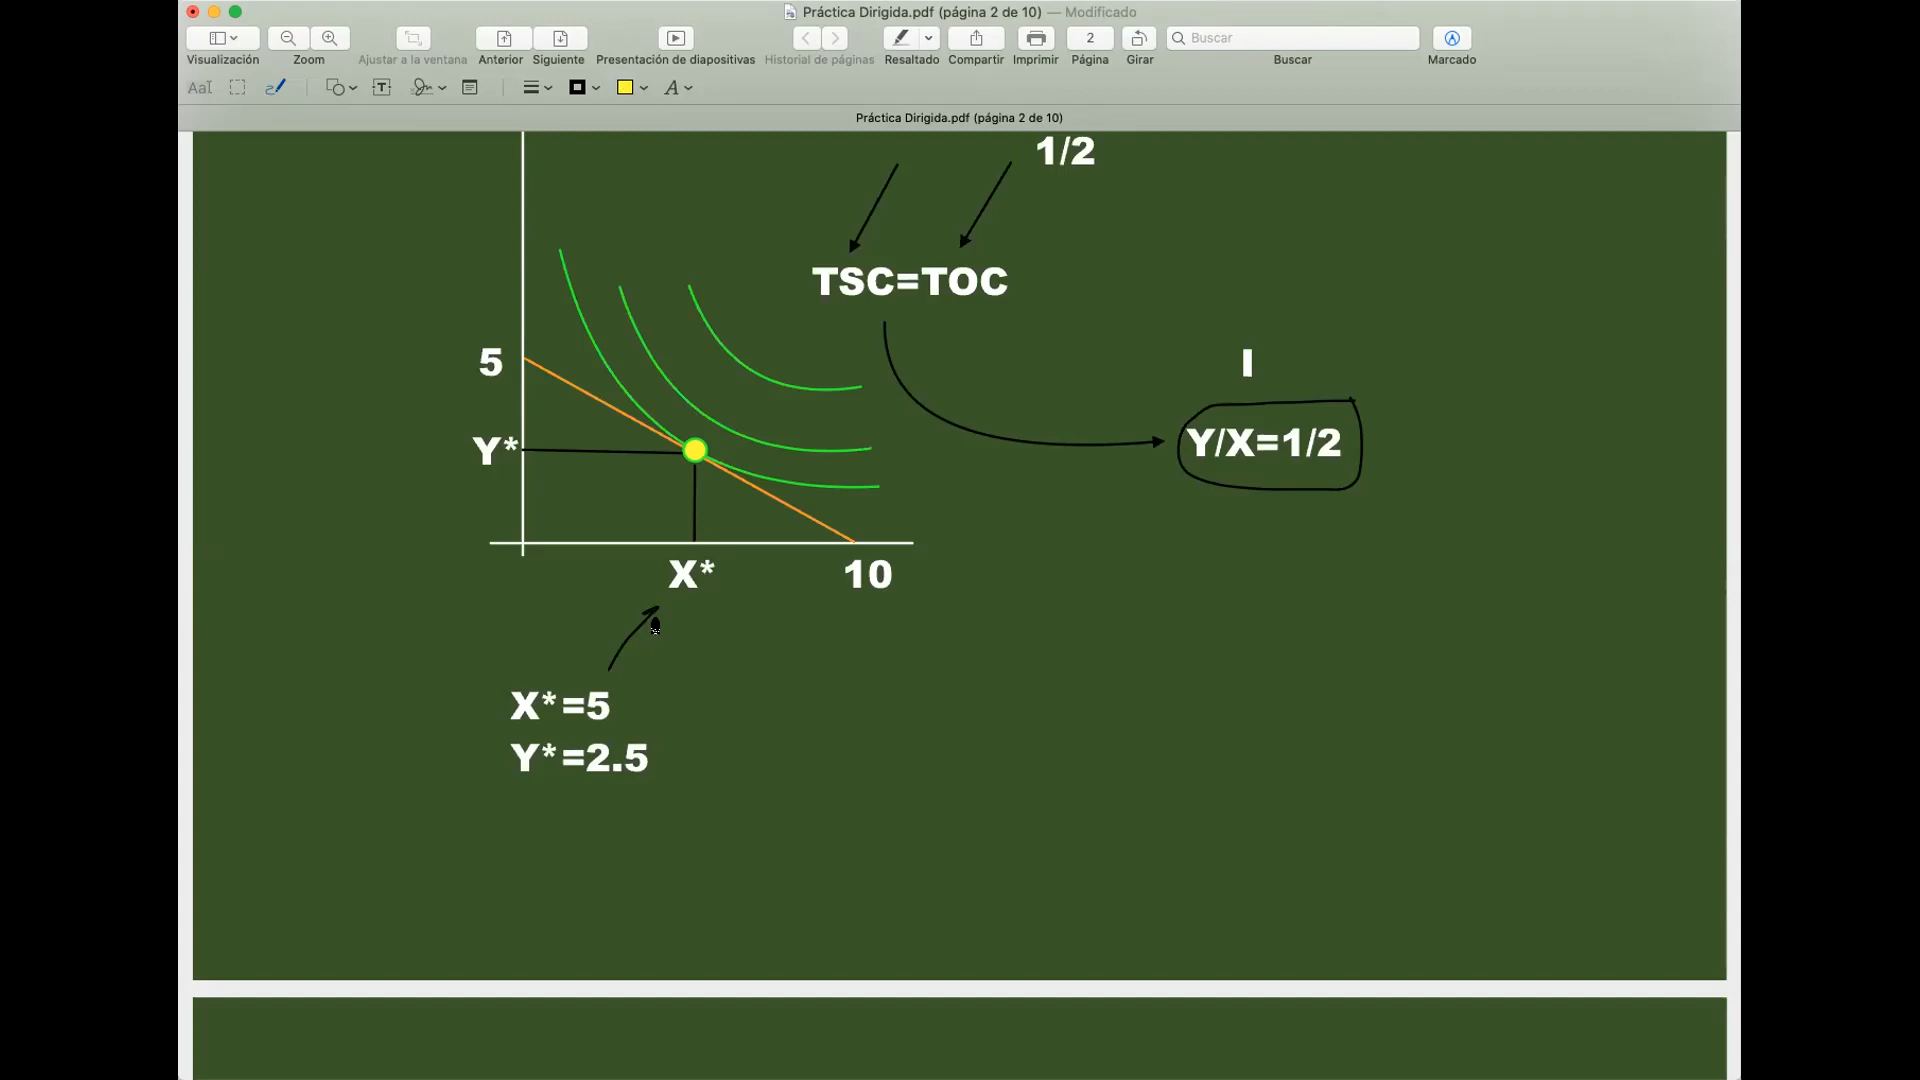 Práctica Dirigida.pdf (página 2 de 10) — Modificado
2
Buscar
Visualización
Zoom
Ajustar a la ventana
Anterior
Siguiente
Presentación de diapositivas
Historial de páginas
Resaltado
Compartir
Imprimir
Página
Girar
Buscar
Marcado
AaI
T
A
Práctica Dirigida.pdf (página 2 de 10)
1/2
TSC=TOC
5
I
Y*
Y/X=1/2
X*
10
X*=5
Y*=2.5